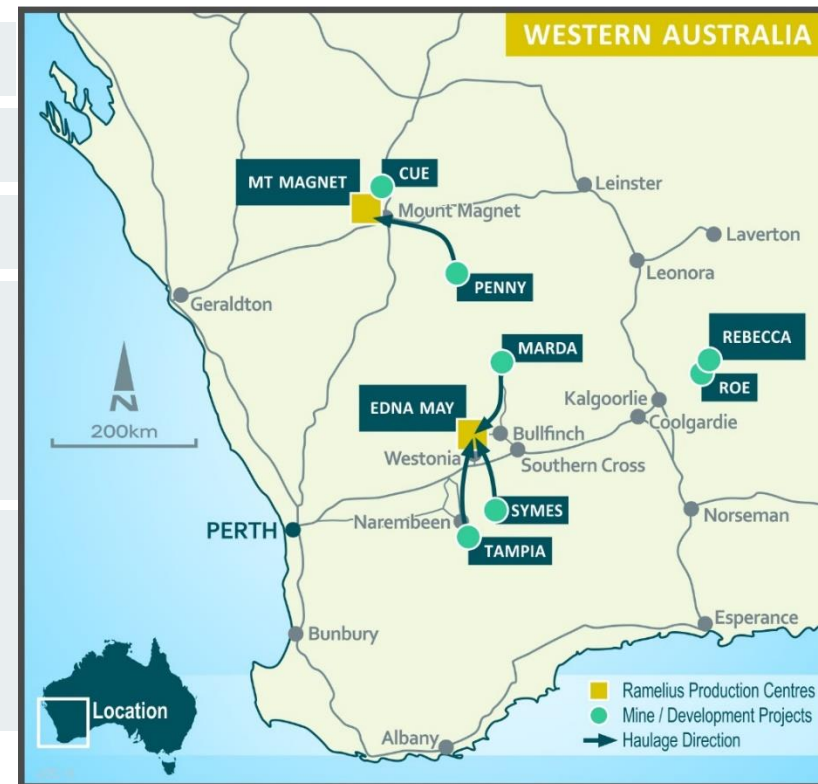 WESTERN AUSTRALIA
CUE
MT MAGNET
Mount Magnet
Leinster
Laverton
Leonora
PENNY
Geraldton
MARDA
REBECCA
ROE
N
200km
EDNA MAY
Kalgoorlie
Coolgardie
Bullfinch
Westonia
Southern Cross
SYMES
Norseman
PERTH
Narembeen
TAMPIA
Bunbury
Esperance
Location
Ramelius Production Centres
Mine / Development Projects
Haulage Direction
Albany